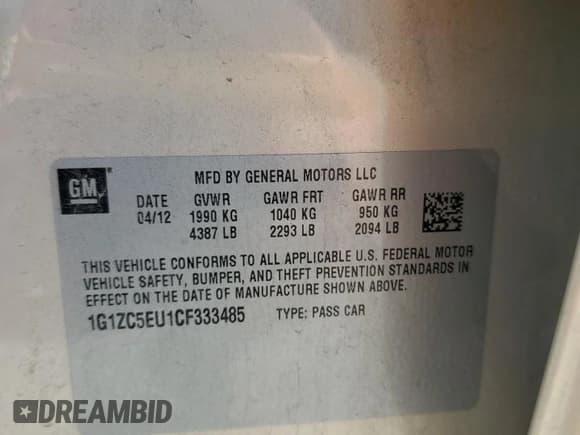 GM
MFD BY GENERAL MOTORS LLC
DATE GVWR GAWR FRT GAWR RR
04/12 1990 KG 1040 KG 950 KG
4387 LB 2293 LB 2094 LB
THIS VEHICLE CONFORMS TO ALL APPLICABLE U.S. FEDERAL MOTOR
VEHICLE SAFETY, BUMPER, AND THEFT PREVENTION STANDARDS IN
EFFECT ON THE DATE OF MANUFACTURE SHOWN ABOVE.
1G1ZC5EU1CF333485 TYPE: PASS CAR
DREAMBID